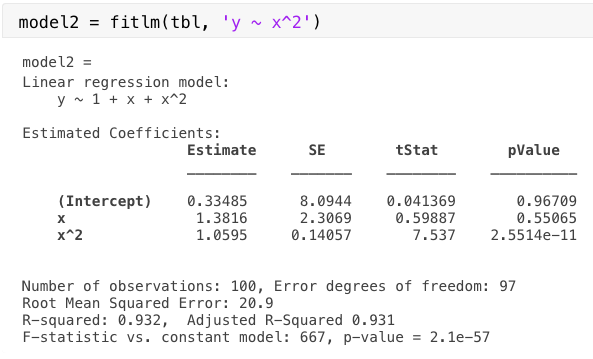 model2 = fitlm(tbl, 'y ~ x^2')
model2 =
Linear regression model:
y ~ 1 + x + x^2
Estimated Coefficients:
Estimate SE tStat pValue
(Intercept) 0.33485 8.0944 0.041369 0.96709
x 1.3816 2.3069 0.59887 0.55065
x^2 1.0595 0.14057 7.537 2.5514e-11
Number of observations: 100, Error degrees of freedom: 97
Root Mean Squared Error: 20.9
R-squared: 0.932, Adjusted R-Squared 0.931
F-statistic vs. constant model: 667, p-value = 2.1e-57